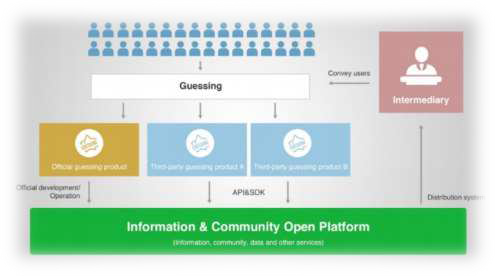 Guessing
Convey users
Intermediary
Official guessing product
Third-party guessing product A
Third-party guessing product B
Official development/
Operation
API&SDK
Distribution system
Information & Community Open Platform
(Information, community, data and other services)